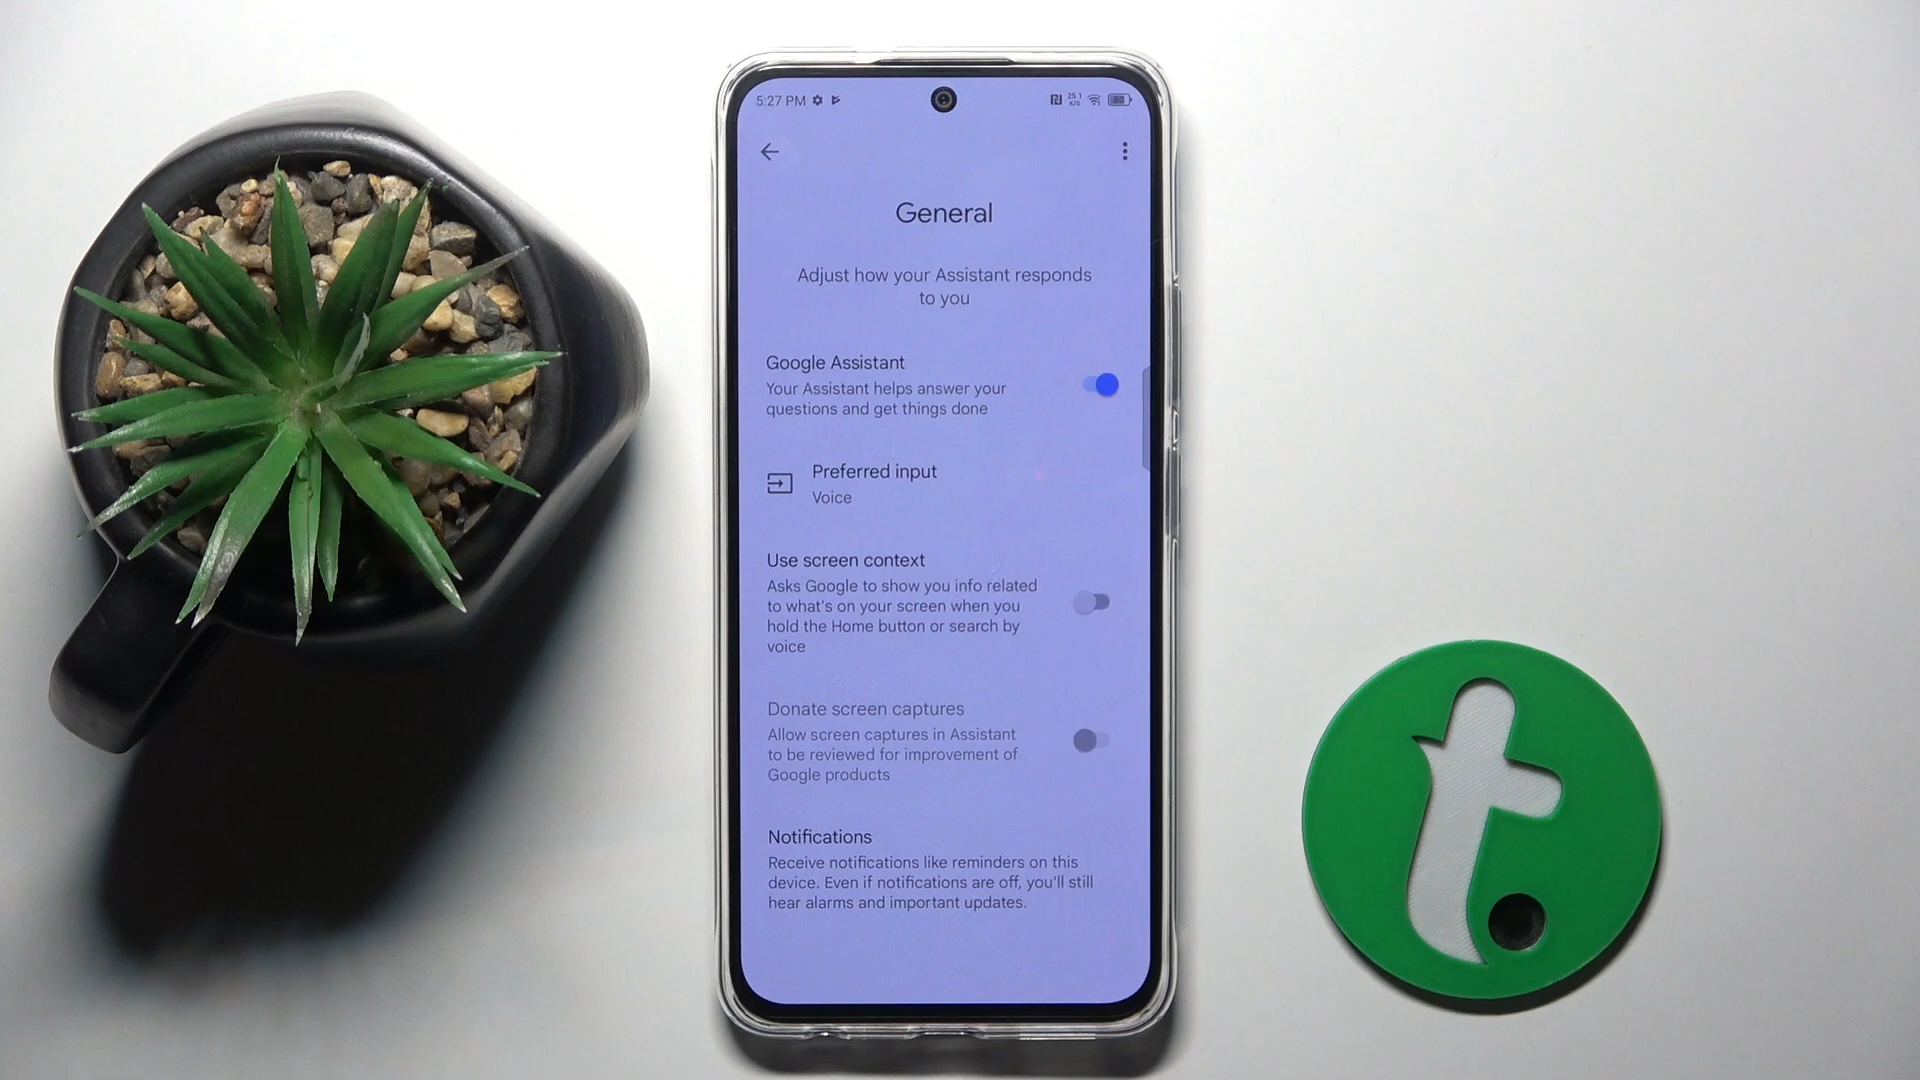 5:27 PM
25.1
K/S
80
General
Adjust how your Assistant responds
to you
Google Assistant
Your Assistant helps answer your
questions and get things done
Preferred input
Voice
Use screen context
Asks Google to show you info related
to what's on your screen when you
hold the Home button or search by
voice
Donate screen captures
Allow screen captures in Assistant
to be reviewed for improvement of
Google products
Notifications
Receive notifications like reminders on this
device. Even if notifications are off, you'll still
hear alarms and important updates.
t.